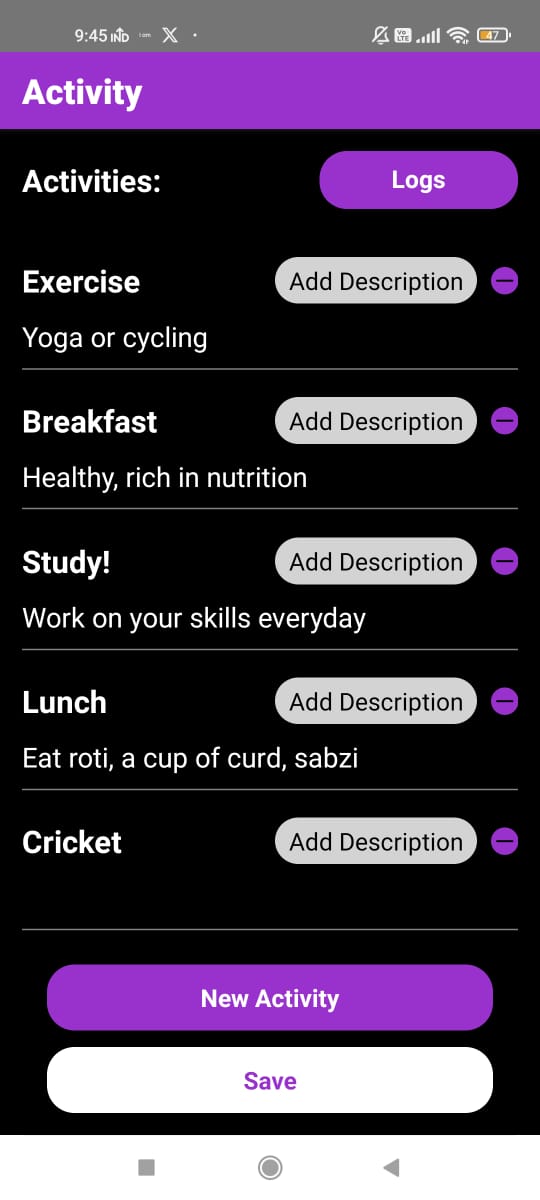 9:45
Activity
Activities:
Logs
Exercise
Add Description
Yoga or cycling
Breakfast
Add Description
Healthy, rich in nutrition
Study!
Add Description
Work on your skills everyday
Lunch
Add Description
Eat roti, a cup of curd, sabzi
Cricket
Add Description
New Activity
Save